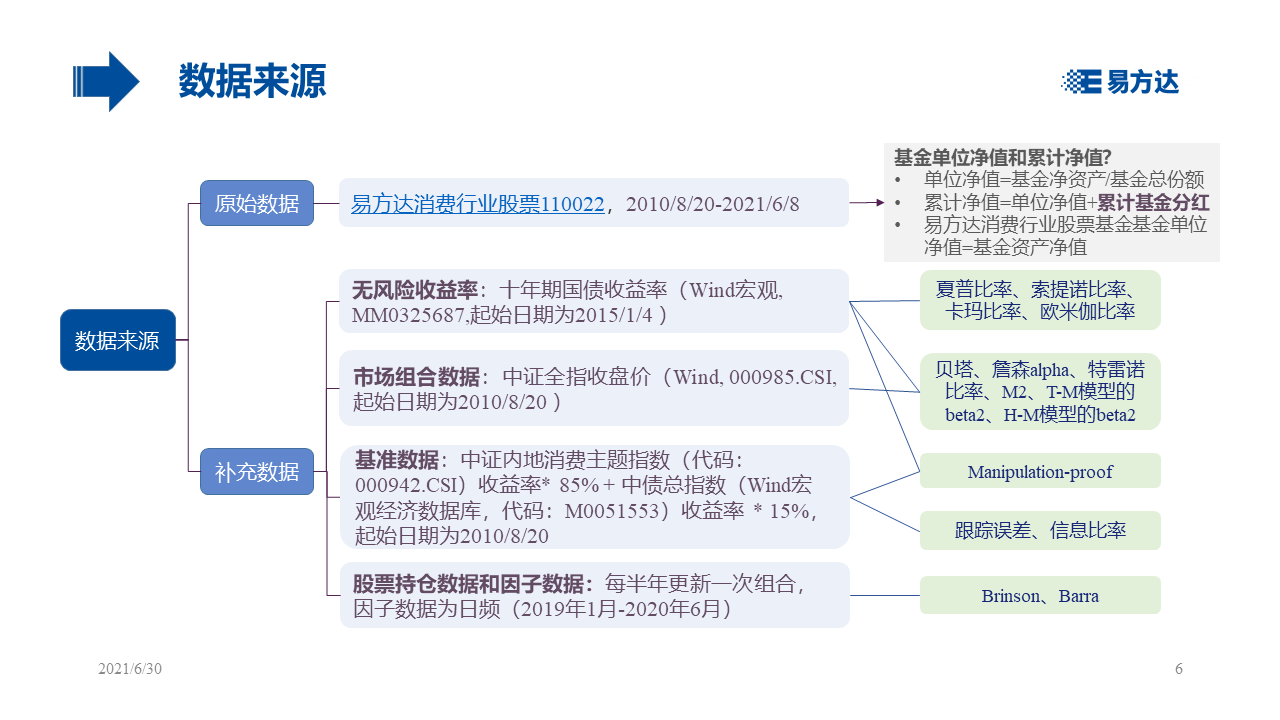 数据来源
易方达
基金单位净值和累计净值?
• 单位净值=基金净资产/基金总份额
• 累计净值=单位净值+累计基金分红
• 易方达消费行业股票基金基金单位
净值=基金资产净值
原始数据
易方达消费行业股票110022，2010/8/20-2021/6/8
数据来源
补充数据
无风险收益率：十年期国债收益率（Wind宏观,
MM0325687,起始日期为2015/1/4 ）
夏普比率、索提诺比率、
卡玛比率、欧米伽比率
市场组合数据：中证全指收盘价（Wind, 000985.CSI,
起始日期为2010/8/20 ）
贝塔、詹森alpha、特雷诺
比率、M2、T-M模型的
beta2、H-M模型的beta2
基准数据：中证内地消费主题指数（代码：
000942.CSI）收益率* 85% + 中债总指数（Wind宏
观经济数据库，代码：M0051553）收益率 * 15%，
起始日期为2010/8/20
Manipulation-proof
跟踪误差、信息比率
股票持仓数据和因子数据：每半年更新一次组合，
因子数据为日频（2019年1月-2020年6月）
Brinson、Barra
2021/6/30
6